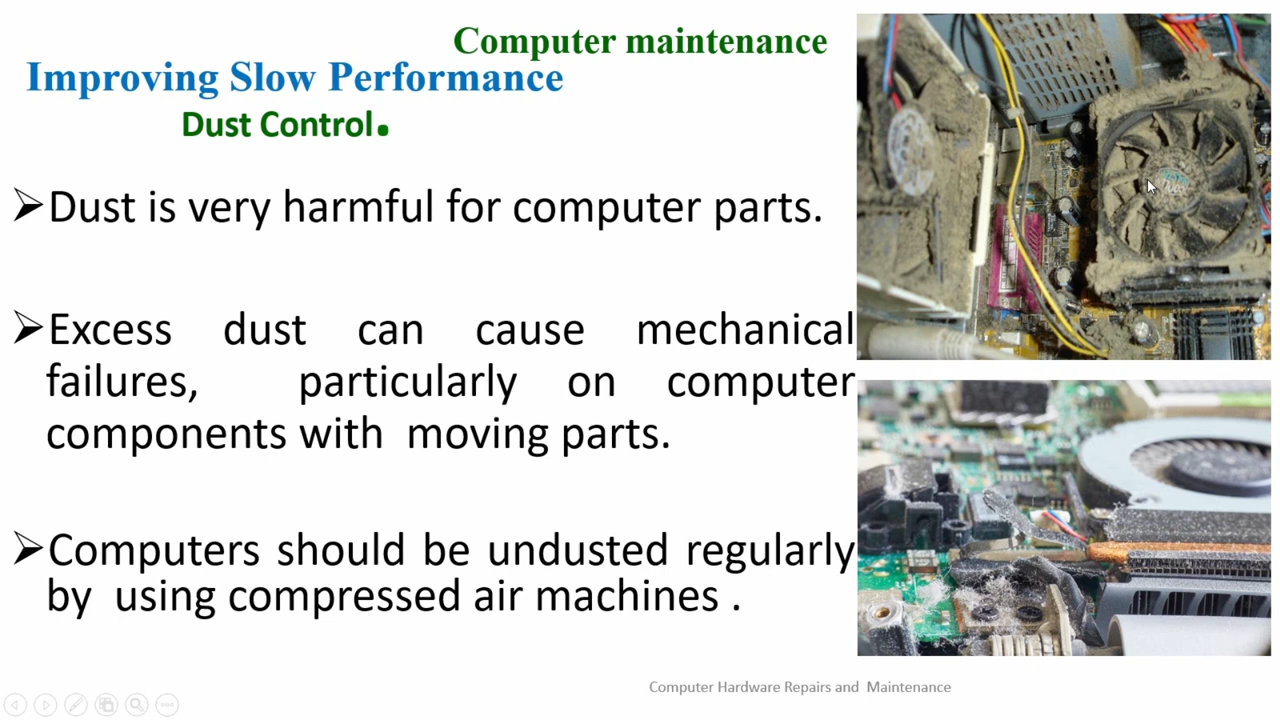 Computer maintenance
Improving Slow Performance
Dust Control.
➢Dust is very harmful for computer parts.
➢Excess dust can cause mechanical
failures, particularly on computer
components with moving parts.
➢Computers should be undusted regularly
by using compressed air machines .
Computer Hardware Repairs and Maintenance